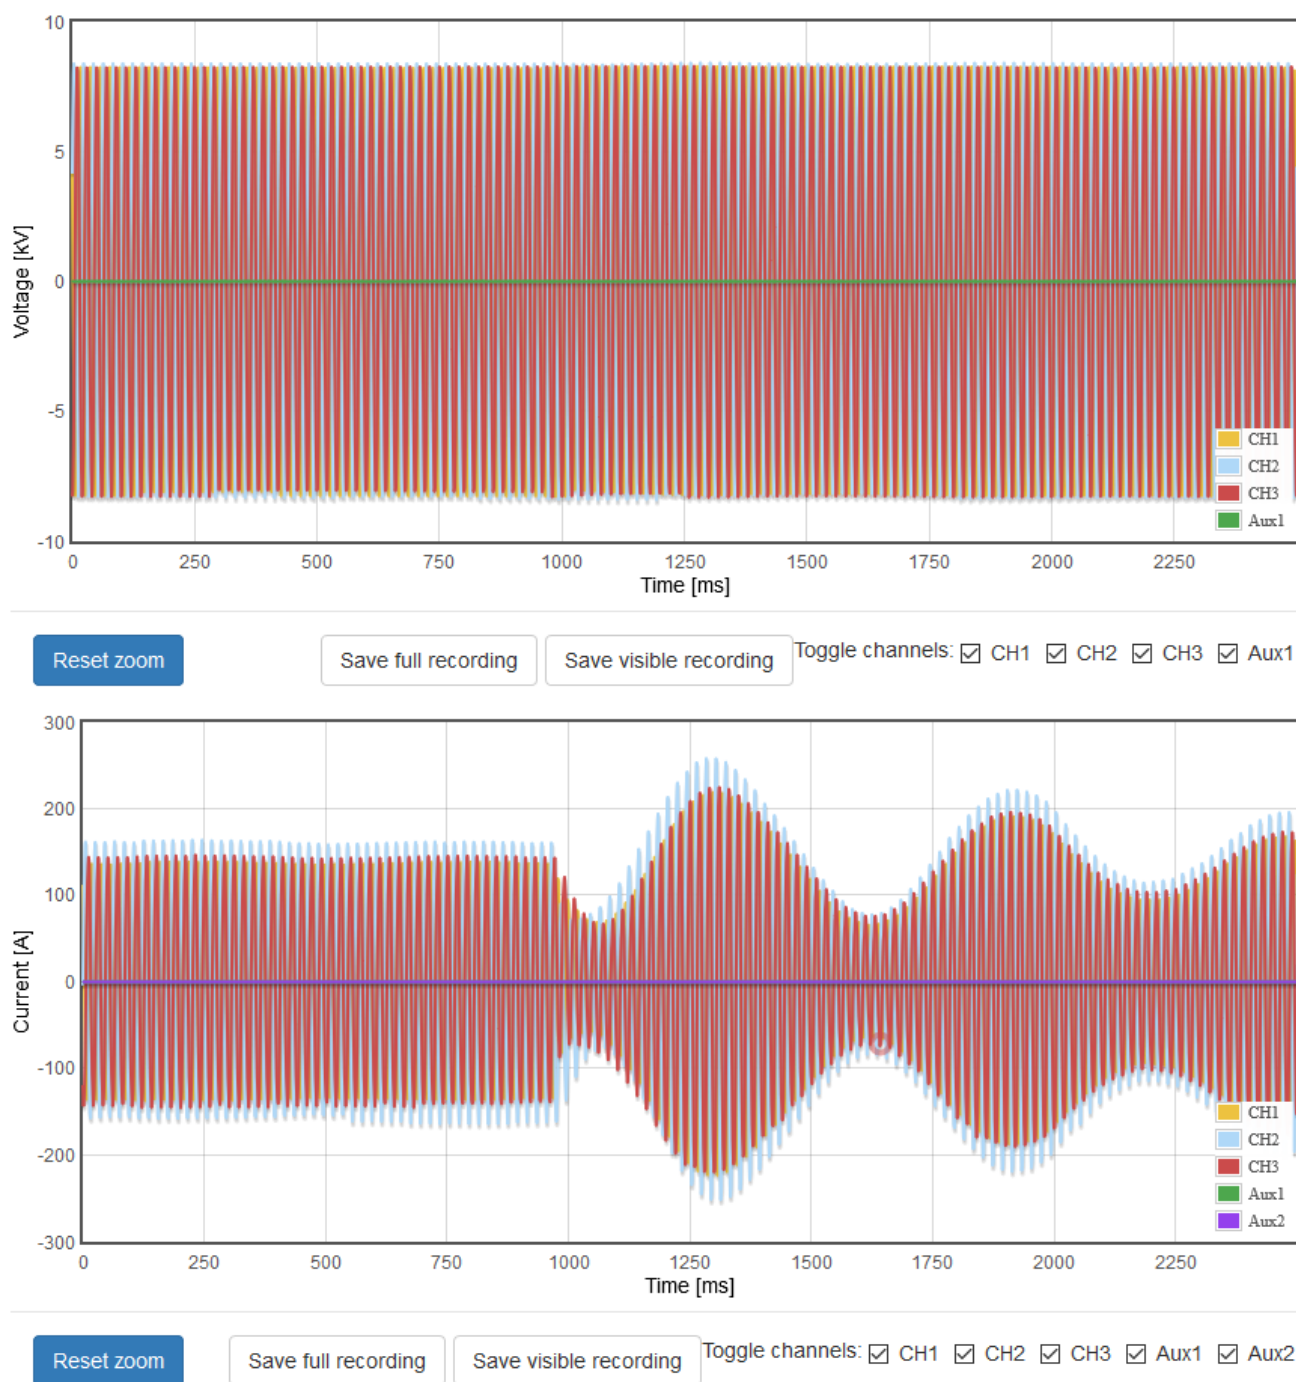 10
5
0
-5
-10
Voltage [kV]
CH1
CH2
CH3
Aux1
0 250 500 750 1000 1250 1500 1750 2000 2250
Time [ms]
Reset zoom Save full recording Save visible recording Toggle channels: CH1 CH2 CH3 Aux1
300
200
100
0
-100
-200
-300
Current [A]
CH1
CH2
CH3
Aux1
Aux2
0 250 500 750 1000 1250 1500 1750 2000 2250
Time [ms]
Reset zoom Save full recording Save visible recording Toggle channels: CH1 CH2 CH3 Aux1 Aux2